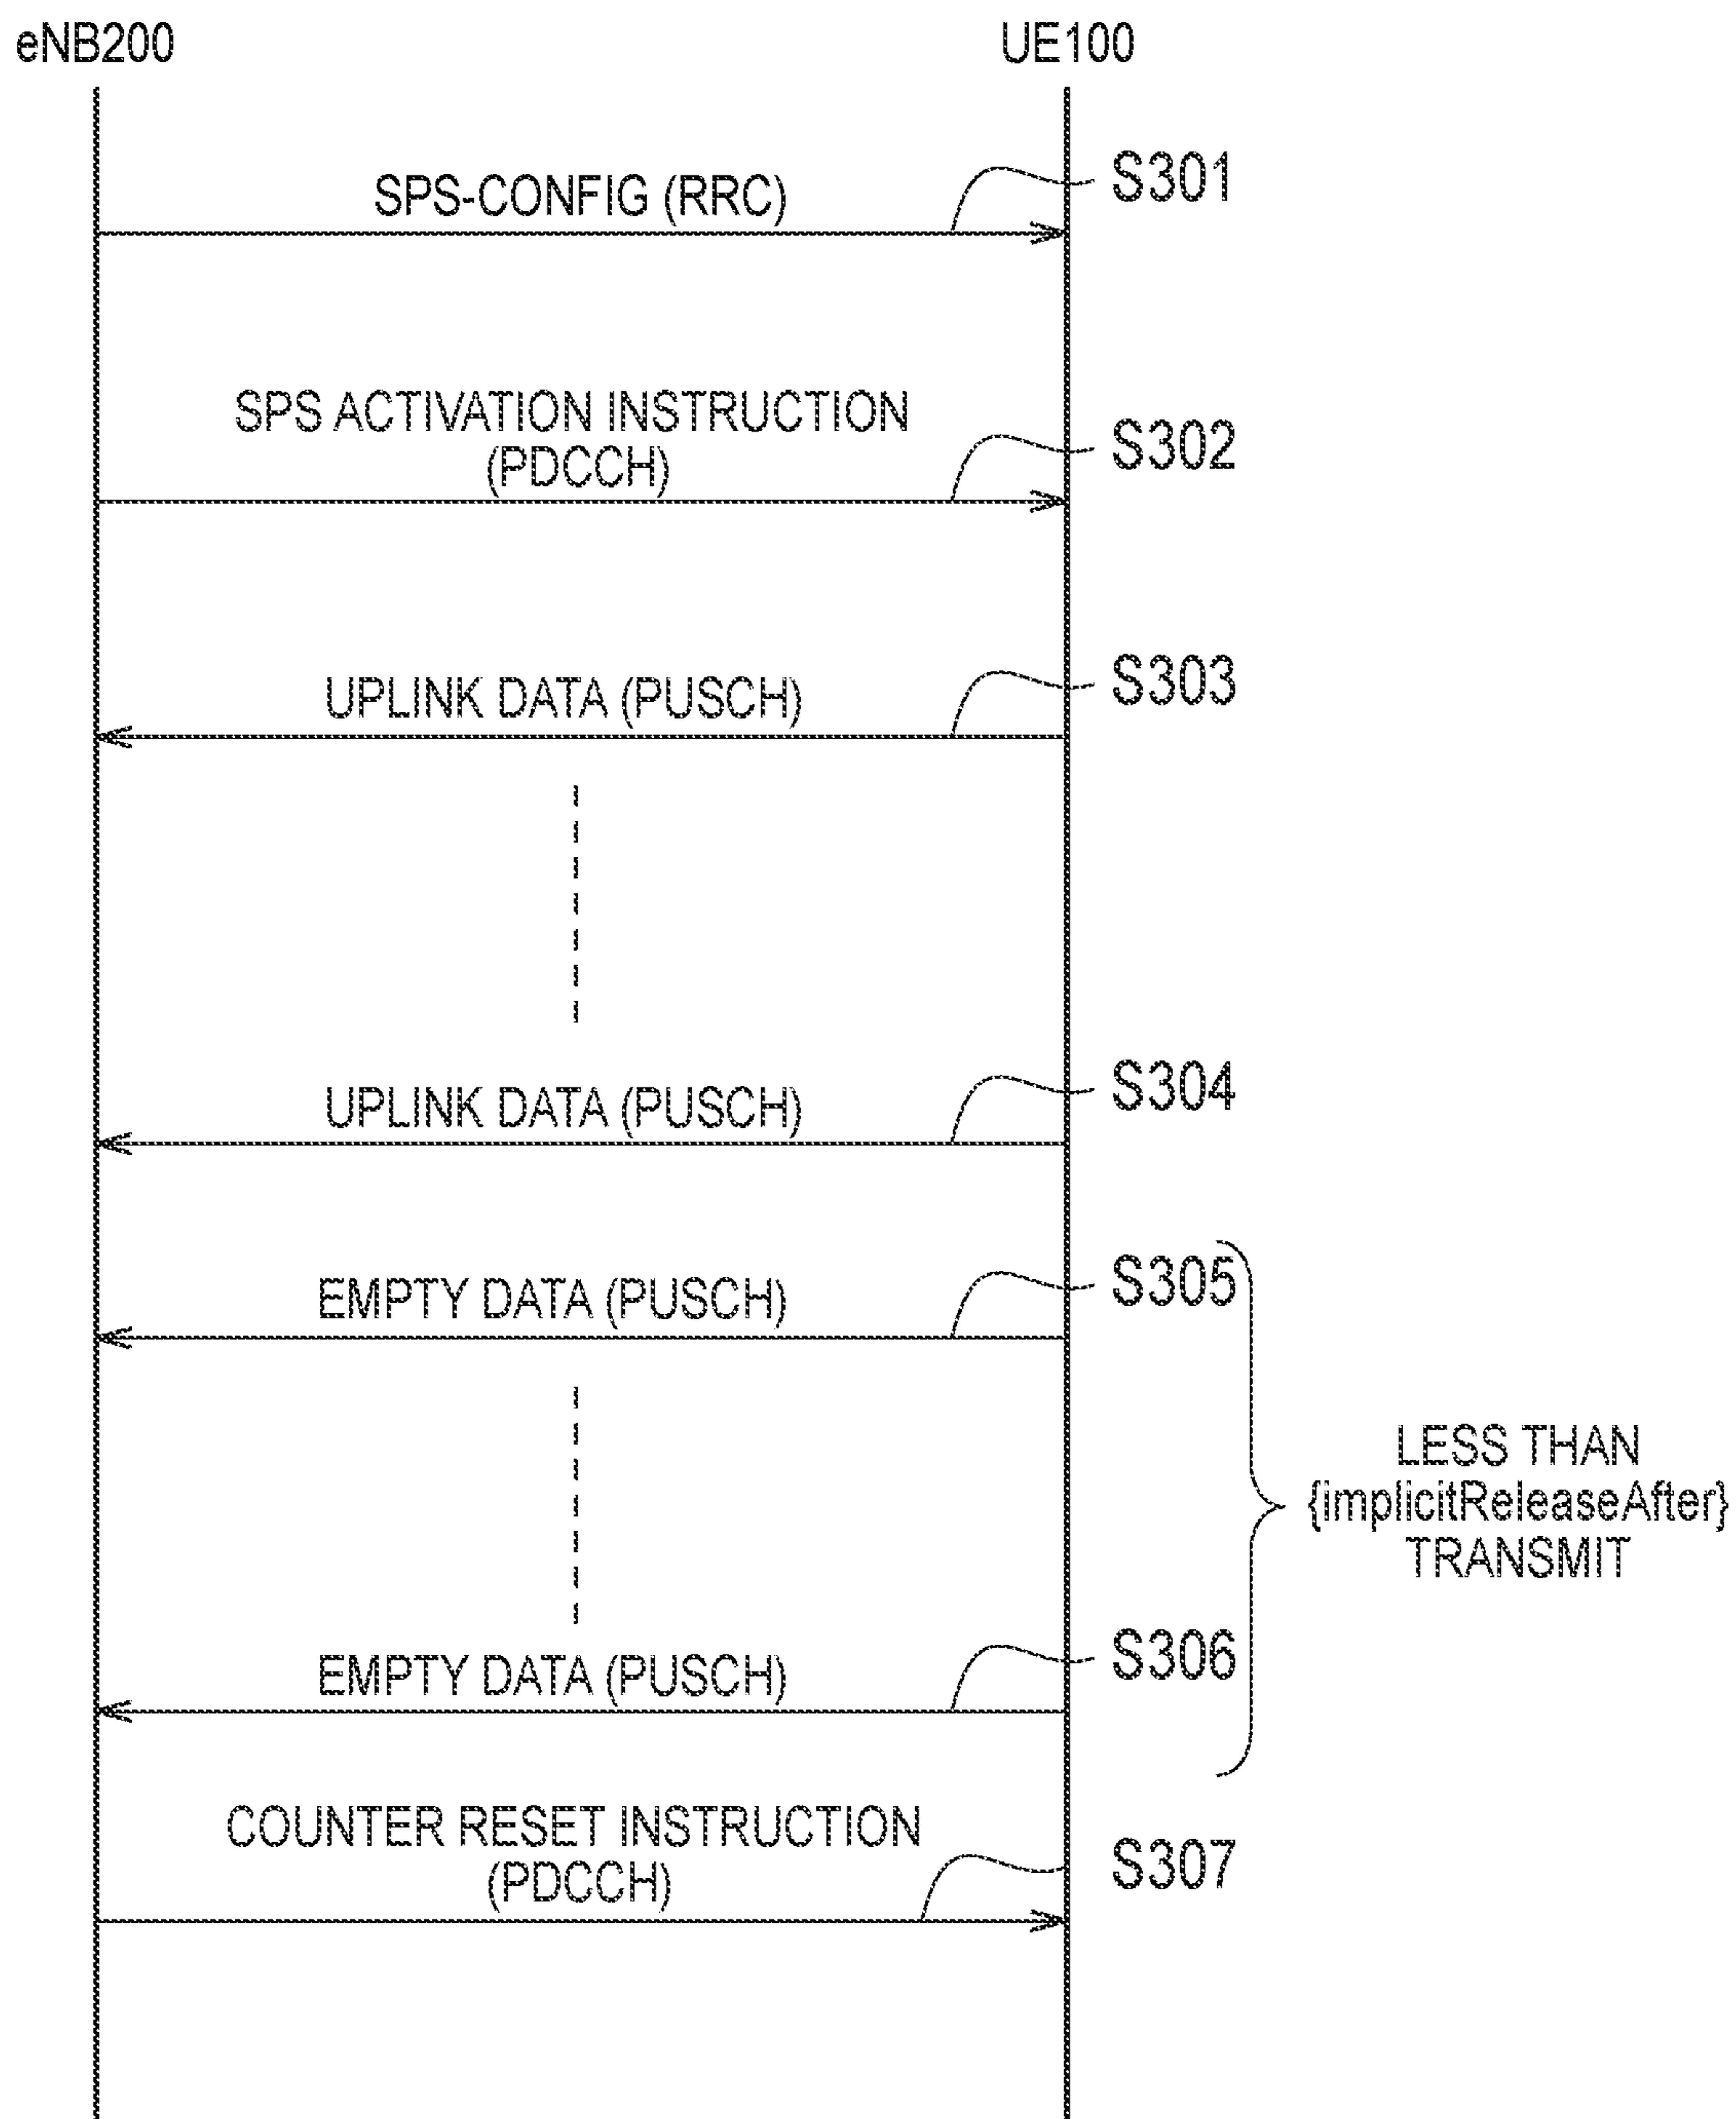 eNB200
UE100
SPS-CONFIG (RRC)
S301
SPS ACTIVATION INSTRUCTION
(PDCCH)
S302
UPLINK DATA (PUSCH)
S303
UPLINK DATA (PUSCH)
S304
EMPTY DATA (PUSCH)
S305
LESS THAN
{implicitReleaseAfter}
TRANSMIT
EMPTY DATA (PUSCH)
S306
COUNTER RESET INSTRUCTION
(PDCCH)
S307